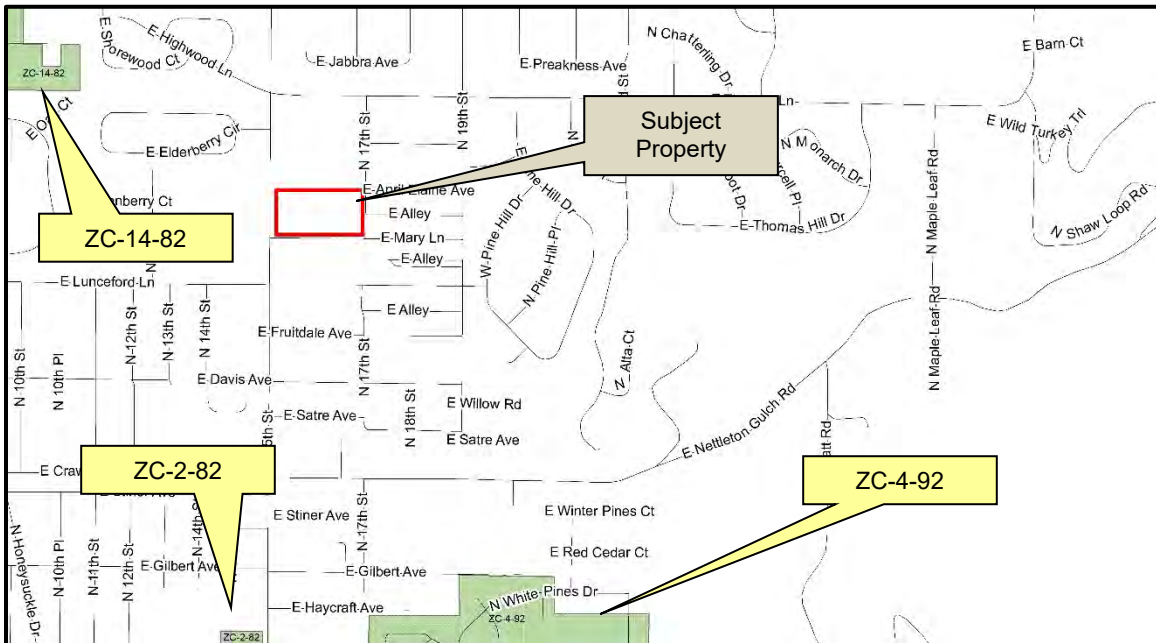 E Shorewood Ct
E Highwood Ln
E Jabbra Ave
E Preakness Ave
N Chatterling Dr
E Barn Ct
ZC-14-82
N 17th St
N 19th St
Subject
Property
Ln
E Wild Turkey Trl
E Elderberry Cir
N Monarch Dr
E April Elaine Ave
E Alley
E Thomas Hill Dr
N Maple Leaf Rd
N Shaw Loop Rd
ZC-14-82
E Mary Ln
E Alley
W Pine Hill Dr
N Pine Hill Pl
E Lunceford Ln
E Alley
N 10th St
N 10th Pl
N 12th St
N 13th St
N 14th St
E Fruitdale Ave
N Maple Leaf Rd
N 17th St
N Alta Ct
E Davis Ave
E Willow Rd
N 18th St
E Satre Ave
E Satre Ave
E Nettleton Gulch Rd
ZC-2-82
ZC-4-92
N Honeysuckle Dr
N 10th Pl
N 11th St
N 12th St
N 14th St
E Stiner Ave
N 17th St
E Winter Pines Ct
E Red Cedar Ct
E Gilbert Ave
E Gilbert Ave
N White Pines Dr
E Haycraft Ave
ZC-4-92
ZC-2-82